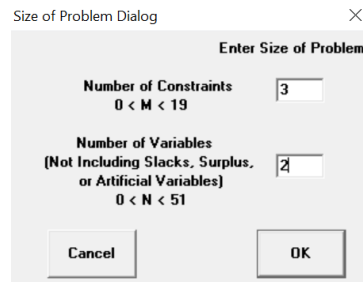 Size of Problem Dialog
Enter Size of Problem
Number of Constraints
0 < M < 19
3
Number of Variables
(Not Including Slacks, Surplus,
or Artificial Variables)
0 < N < 51
2
Cancel
OK